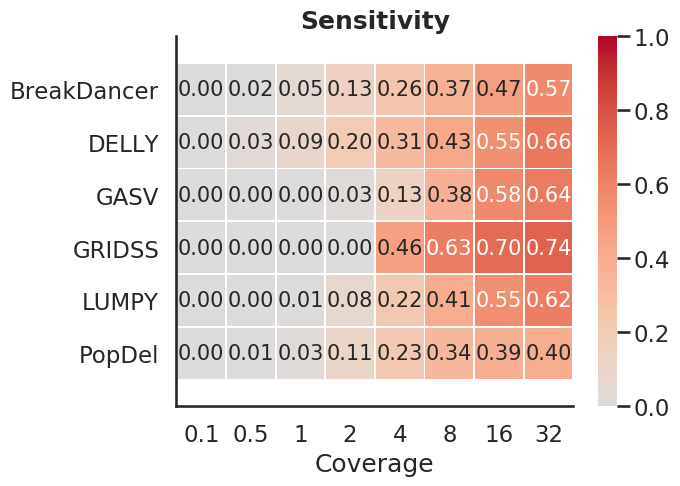 Sensitivity
BreakDancer 0.00 0.02 0.05 0.13 0.26 0.37 0.47 0.57
DELLY 0.00 0.03 0.09 0.20 0.31 0.43 0.55 0.66
GASV 0.00 0.00 0.00 0.03 0.13 0.38 0.58 0.64
GRIDSS 0.00 0.00 0.00 0.00 0.46 0.63 0.70 0.74
LUMPY 0.00 0.00 0.01 0.08 0.22 0.41 0.55 0.62
PopDel 0.00 0.01 0.03 0.11 0.23 0.34 0.39 0.40
0.1 0.5 1 2 4 8 16 32
Coverage
1.0
0.8
0.6
0.4
0.2
0.0